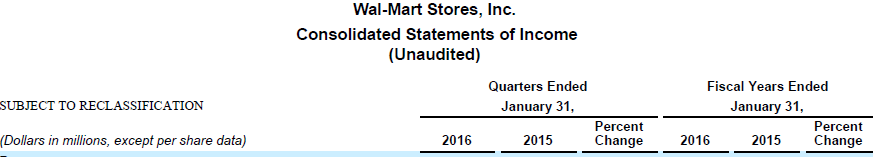 Wal-Mart Stores, Inc.
Consolidated Statements of Income
(Unaudited)
Quarters Ended Fiscal Years Ended
SUBJECT TO RECLASSIFICATION January 31, January 31,
Percent Percent
(Dollars in millions, except per share data) 2016 2015 Change 2016 2015 Change